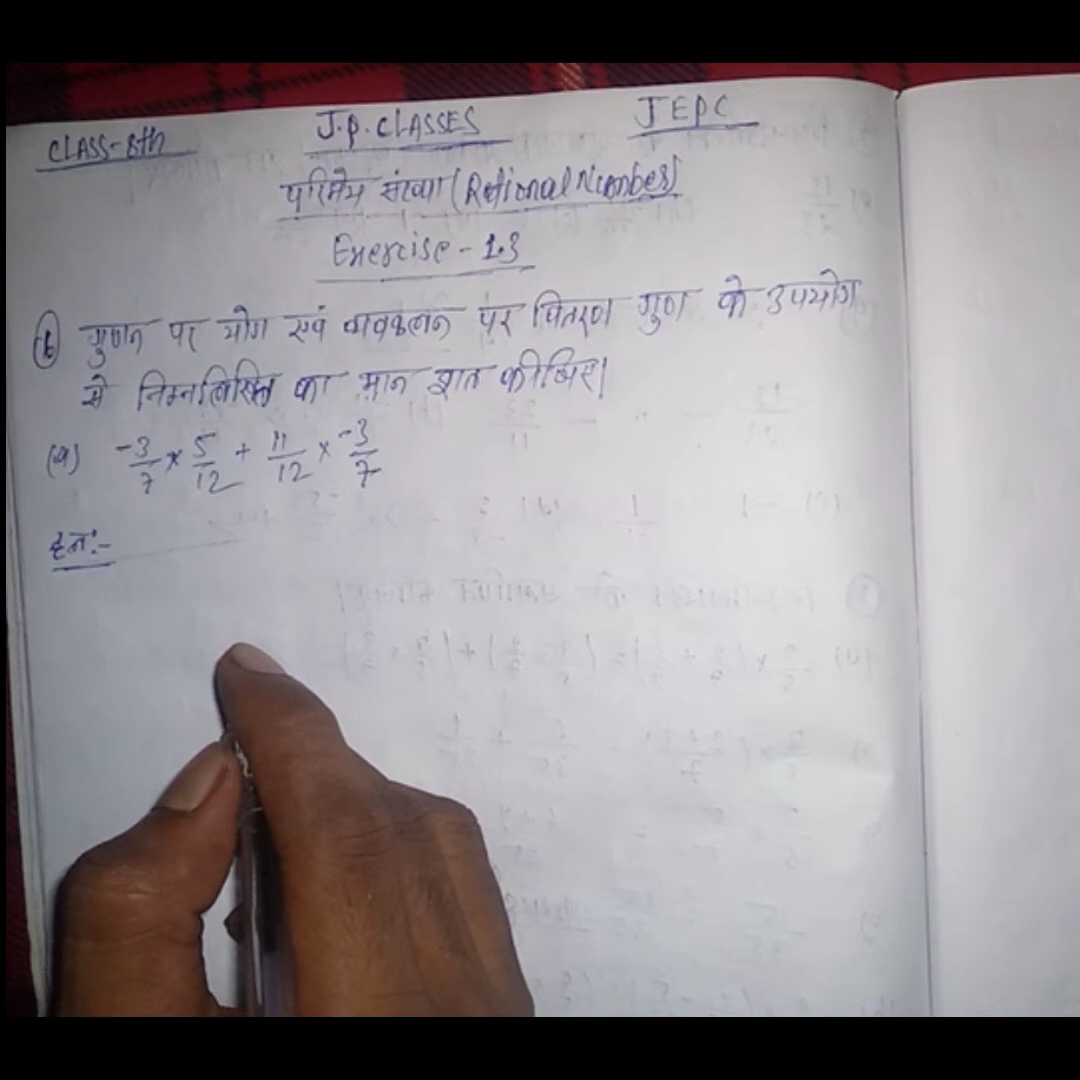 CLASS-8th J.P. CLASSES JEPC
परिमेय संख्या (Rational Number)
Exercise - 1.3
⑥ गुणन पर योग एवं व्यवकलन पर वितरण गुण के उपयोग
से निम्नलिखित का मान ज्ञात कीजिए।
(a) -3/7 × 5/12 + 11/12 × -3/7
हल:-